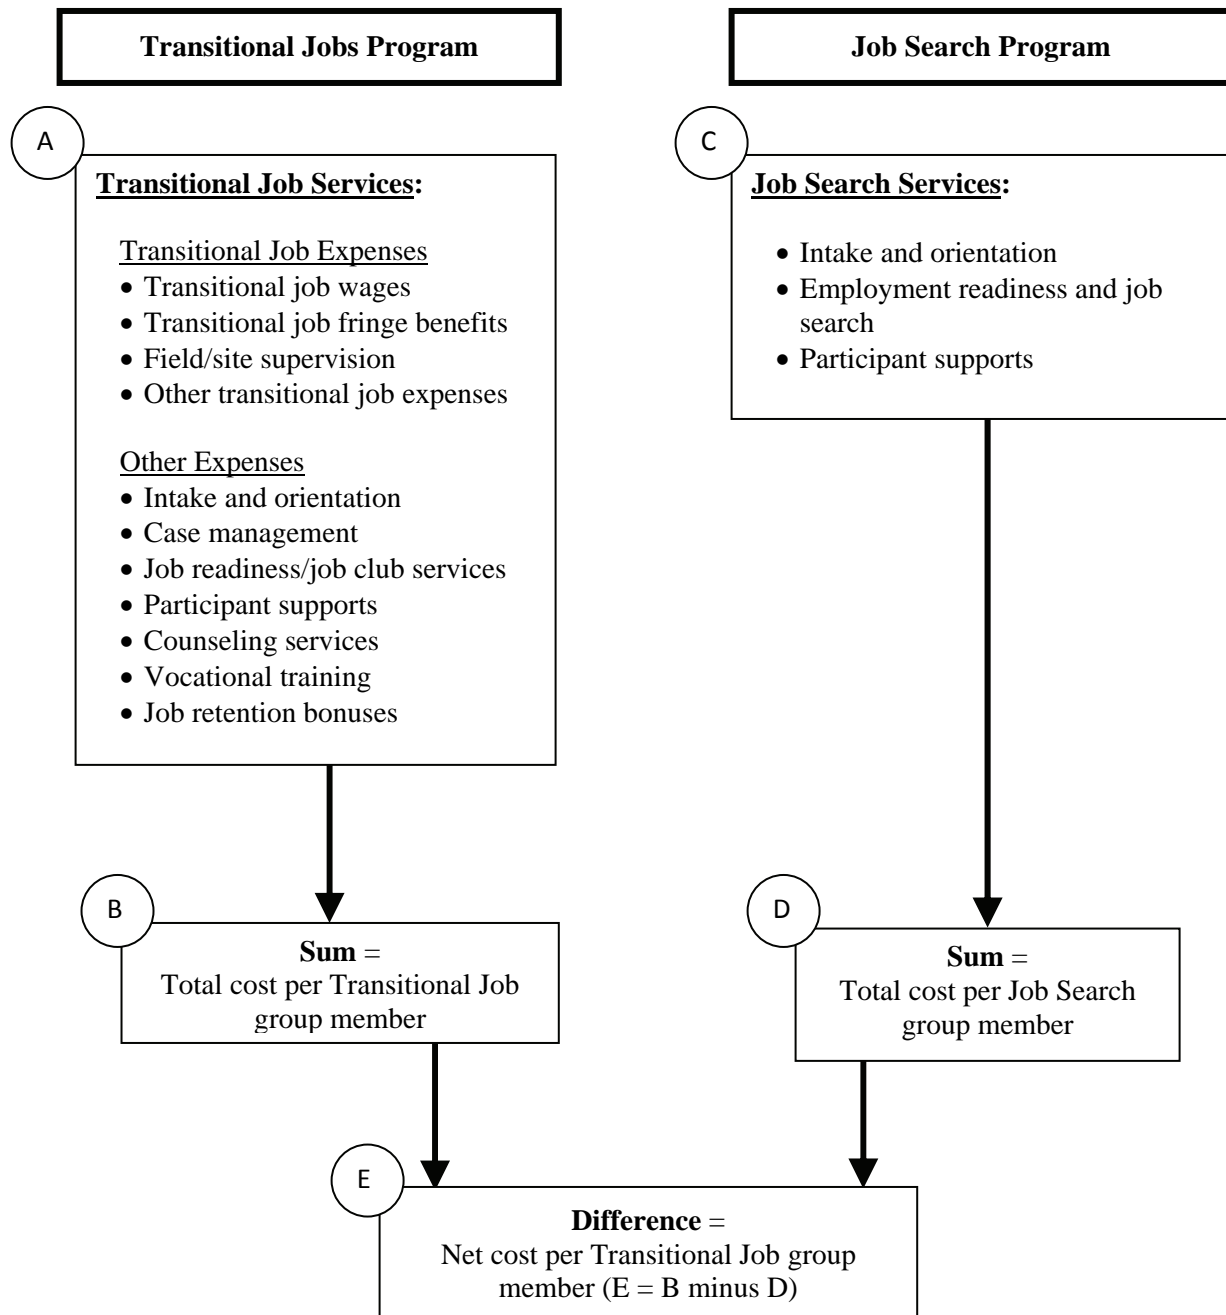 Transitional Jobs Program
Job Search Program
A
Transitional Job Services:
Transitional Job Expenses
• Transitional job wages
• Transitional job fringe benefits
• Field/site supervision
• Other transitional job expenses
Other Expenses
• Intake and orientation
• Case management
• Job readiness/job club services
• Participant supports
• Counseling services
• Vocational training
• Job retention bonuses
C
Job Search Services:
• Intake and orientation
• Employment readiness and job
search
• Participant supports
B
Sum =
Total cost per Transitional Job
group member
D
Sum =
Total cost per Job Search
group member
E
Difference =
Net cost per Transitional Job group
member (E = B minus D)